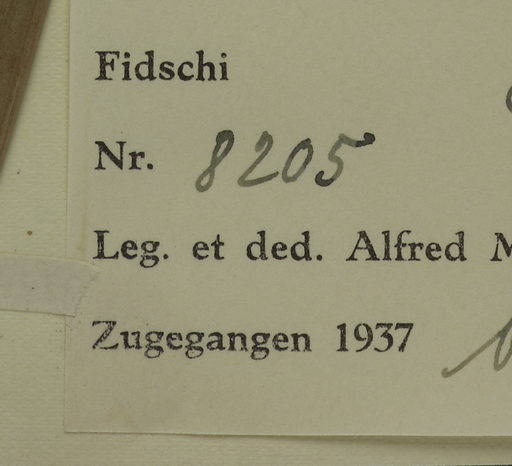 Fidschi
Nr. 8205
Leg. et ded. Alfred
Zugegangen 1937